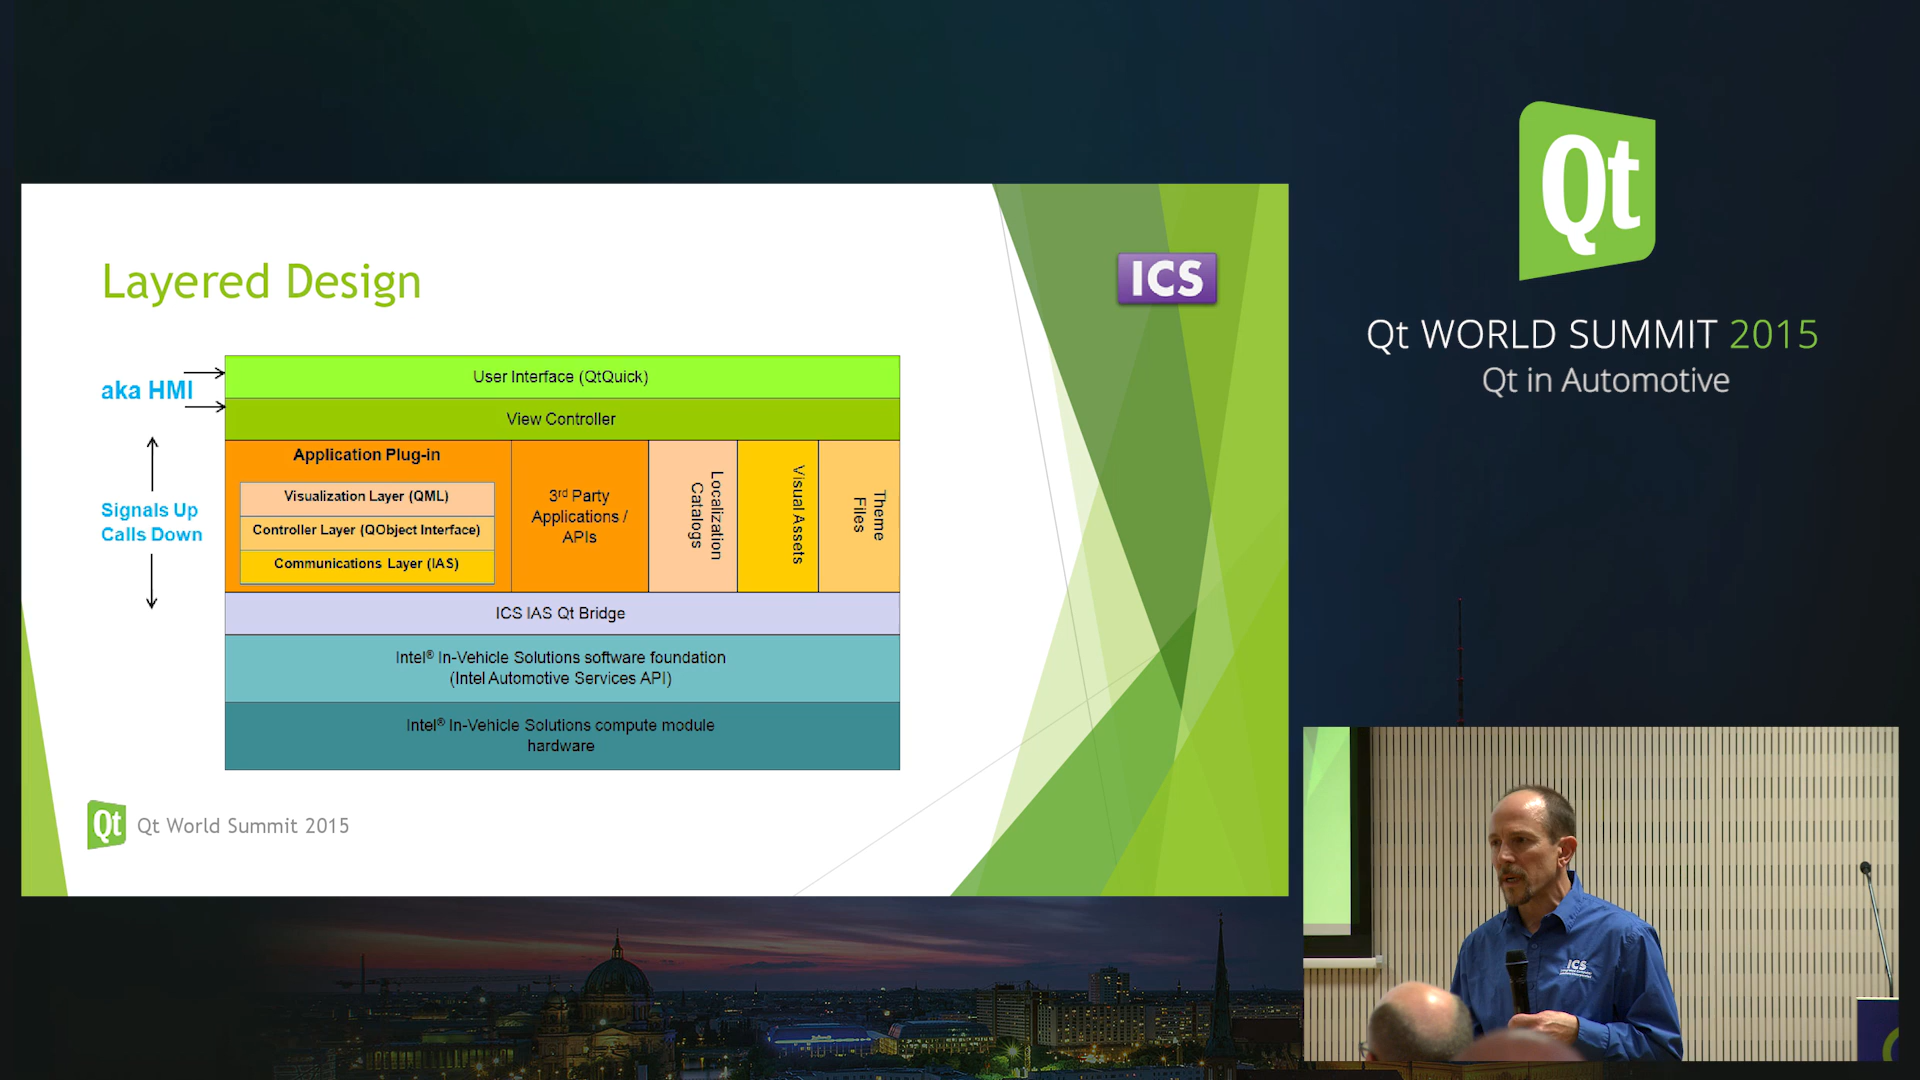 Layered Design
ICS
aka HMI
Signals Up
Calls Down
User Interface (QtQuick)
View Controller
Application Plug-in
Visualization Layer (QML)
Controller Layer (QObject Interface)
Communications Layer (IAS)
3rd Party
Applications /
APIs
Localization
Catalogs
Visual Assets
Theme
Files
ICS IAS Qt Bridge
Intel® In-Vehicle Solutions software foundation
(Intel Automotive Services API)
Intel® In-Vehicle Solutions compute module
hardware
Qt
Qt World Summit 2015
Qt
Qt WORLD SUMMIT 2015
Qt in Automotive
ICS